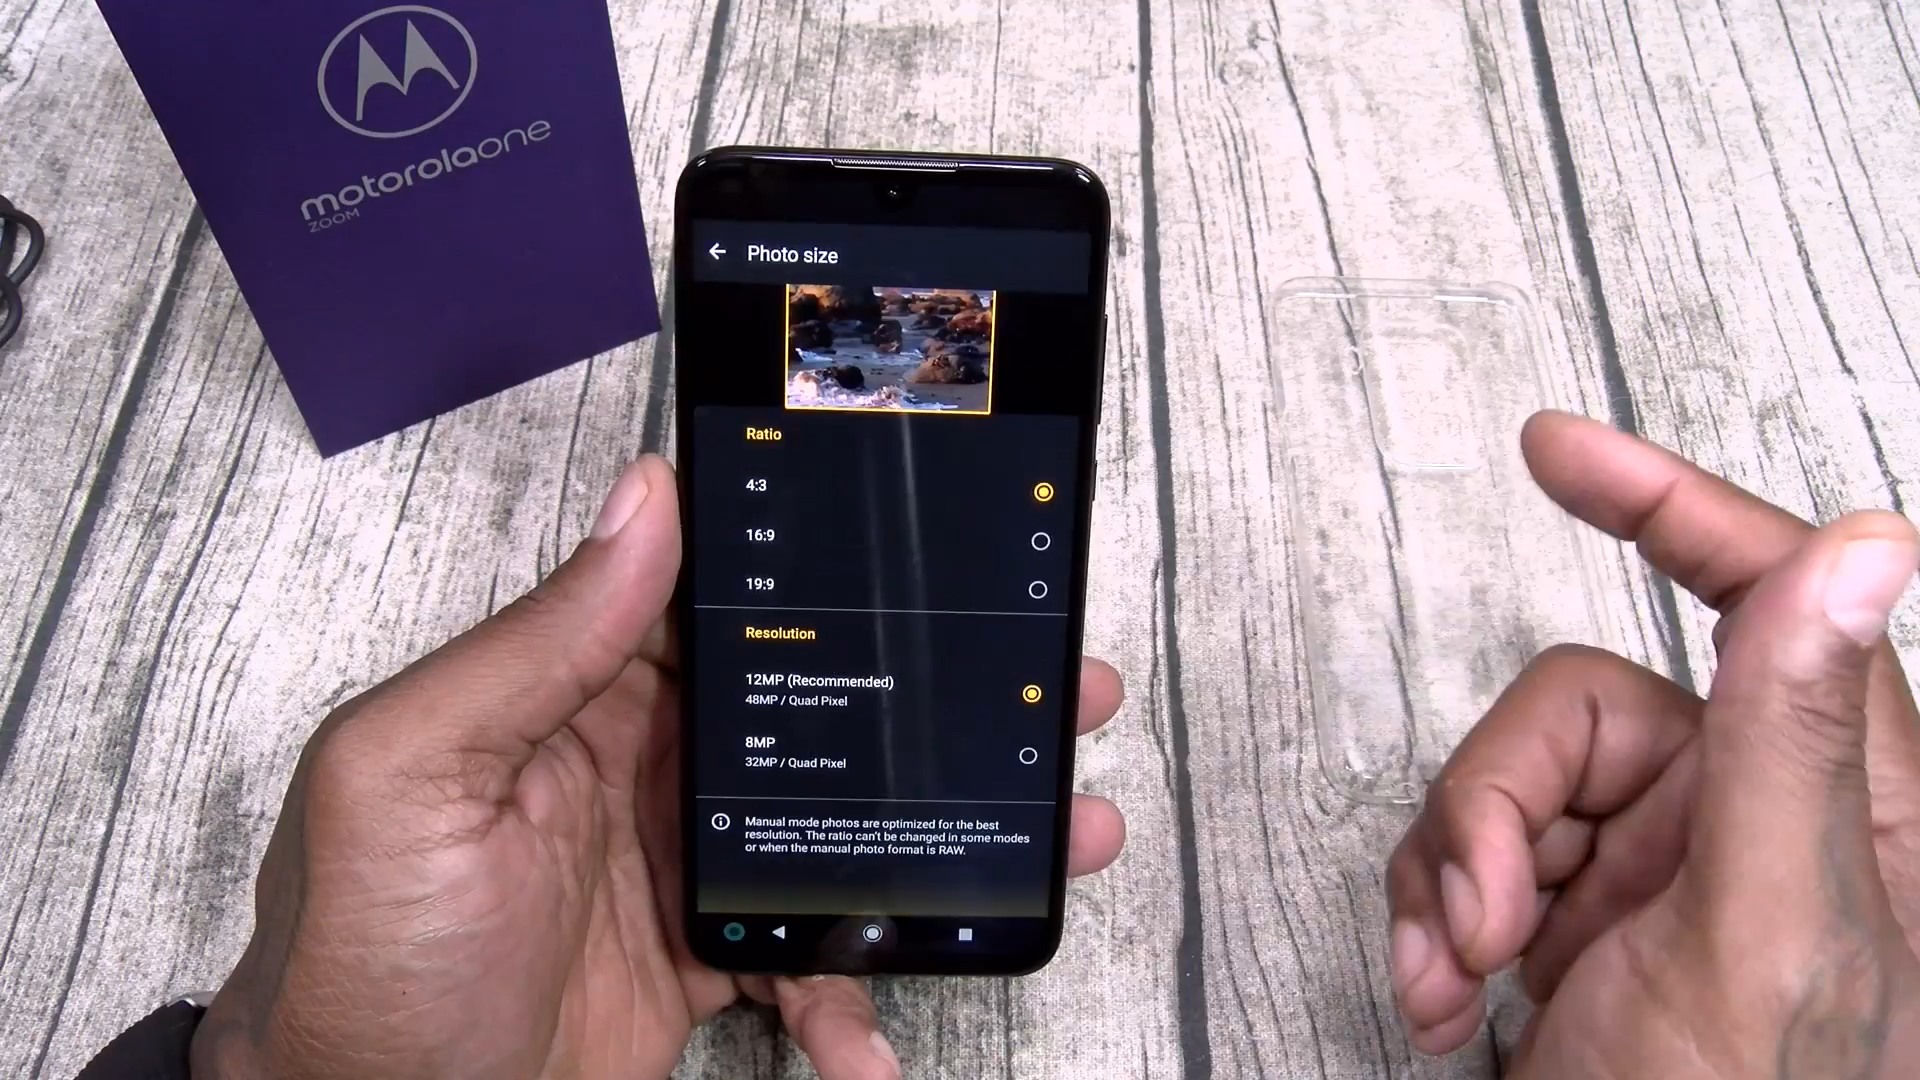 motorola one
ZOOM
Photo size
Ratio
4:3
16:9
19:9
Resolution
12MP (Recommended)
48MP / Quad Pixel
8MP
32MP / Quad Pixel
Manual mode photos are optimized for the best
resolution. The ratio can't be changed in some modes
or when the manual photo format is RAW.